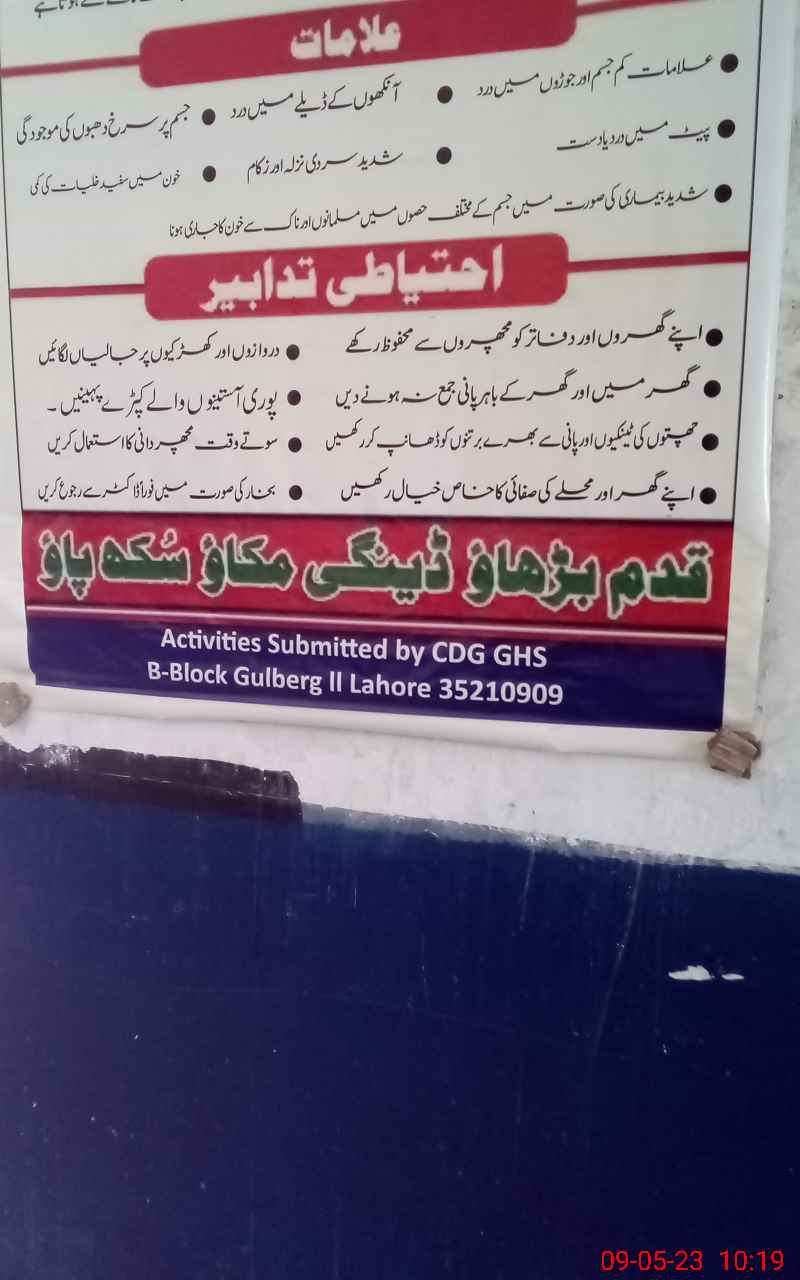 علامات
علامات کم جسم اور جوڑوں میں درد
آنکھوں کے ڈیلے میں درد
جسم پر سرخ دھبوں کی موجودگی
پیٹ میں درد یا دست
شدید سردی نزلہ اور زکام
خون میں سفید خلیات کی کمی
شدید بیماری کی صورت میں جسم کے مختلف حصوں میں مسلمانوں اور ناک سے خون کا جاری ہونا
احتیاطی تدابیر
اپنے گھروں اور دفاتر کو مچھروں سے محفوظ رکھے
دروازوں اور کھڑکیوں پر جالیاں لگائیں
گھر میں اور گھر کے باہر پانی جمع نہ ہونے دیں
پوری آستینوں والے کپڑے پہینیں ۔
چھتوں کی ٹینکیوں اور پانی سے بھرے برتنوں کو ڈھانپ کر رکھیں
سوتے وقت مچھر دانی کا استعمال کریں
اپنے گھر اور محلے کی صفائی کا خاص خیال رکھیں
بخار کی صورت میں فوراً ڈاکٹر سے رجوع کریں
قدم بڑھاؤ ڈینگی مکاؤ سُکھ پاؤ
Activities Submitted by CDG GHS
B-Block Gulberg ll Lahore 35210909
09-05-23 10:19